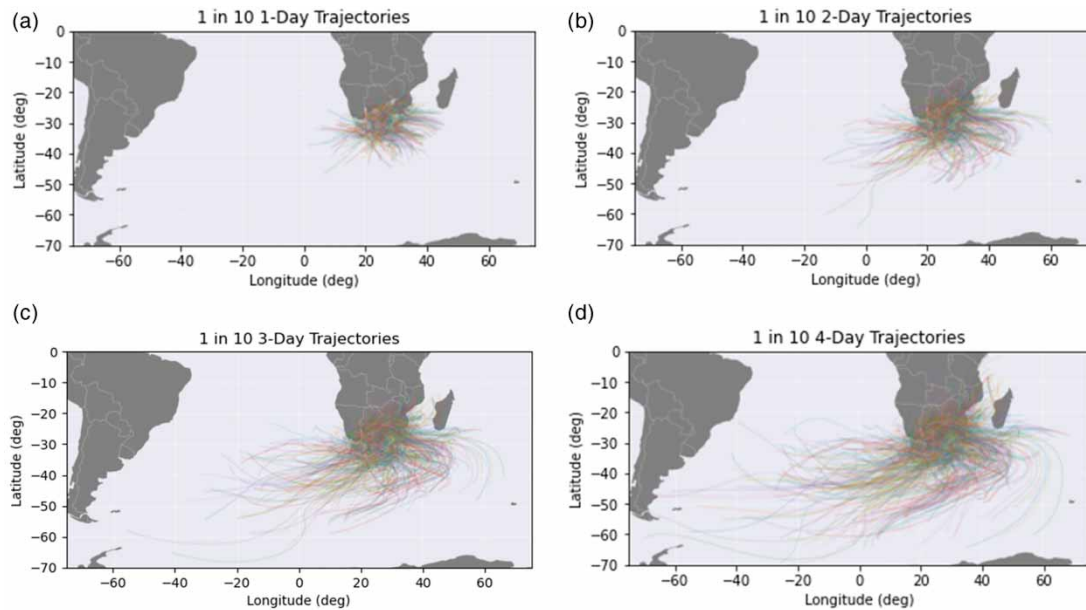 (a)
1 in 10 1-Day Trajectories
0
−10
−20
−30
−40
−50
−60
−70
Latitude (deg)
−60 −40 −20 0 20 40 60
Longitude (deg)
(b)
1 in 10 2-Day Trajectories
0
−10
−20
−30
−40
−50
−60
−70
Latitude (deg)
−60 −40 −20 0 20 40 60
Longitude (deg)
(c)
1 in 10 3-Day Trajectories
0
−10
−20
−30
−40
−50
−60
−70
Latitude (deg)
−60 −40 −20 0 20 40 60
Longitude (deg)
(d)
1 in 10 4-Day Trajectories
0
−10
−20
−30
−40
−50
−60
−70
Latitude (deg)
−60 −40 −20 0 20 40 60
Longitude (deg)